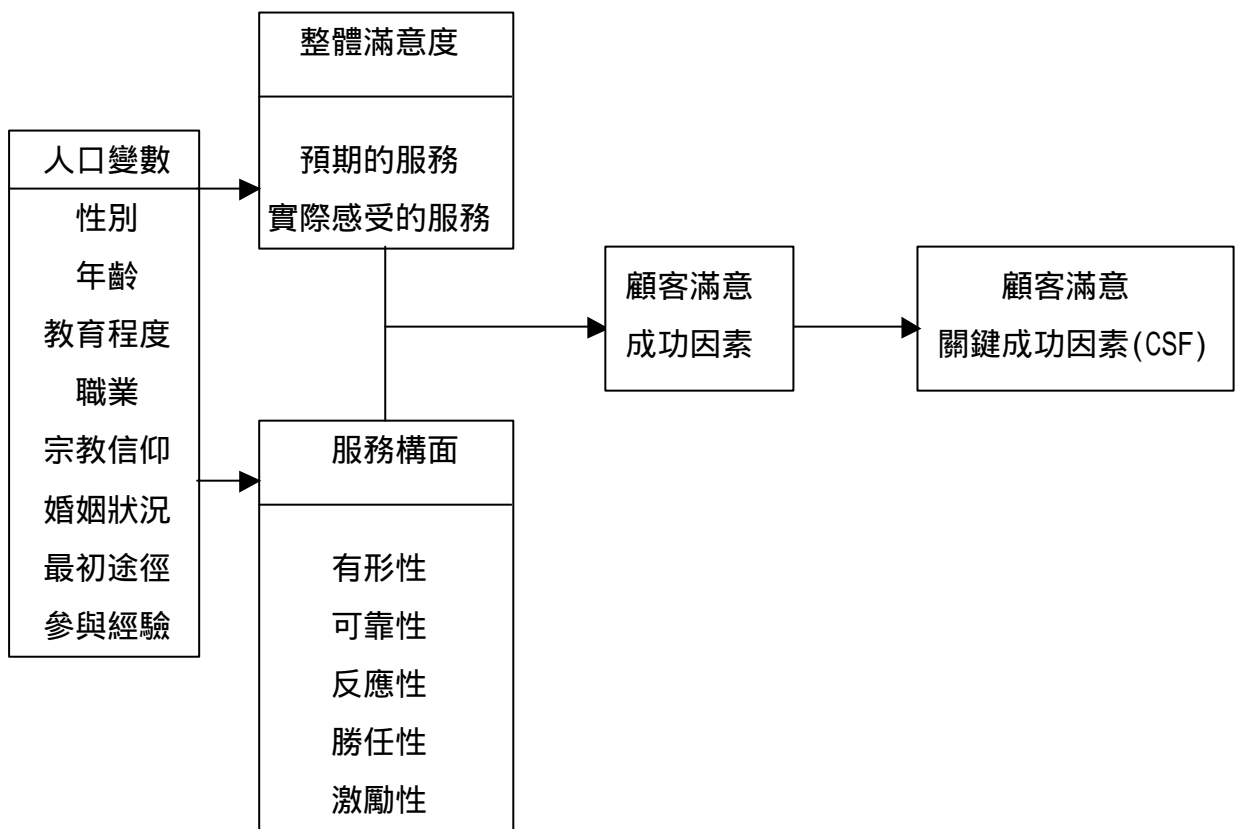 人口變數
性別
年齡
教育程度
職業
宗教信仰
婚姻狀況
最初途徑
參與經驗
整體滿意度
預期的服務
實際感受的服務
服務構面
有形性
可靠性
反應性
勝任性
激勵性
顧客滿意
成功因素
顧客滿意
關鍵成功因素(CSF)